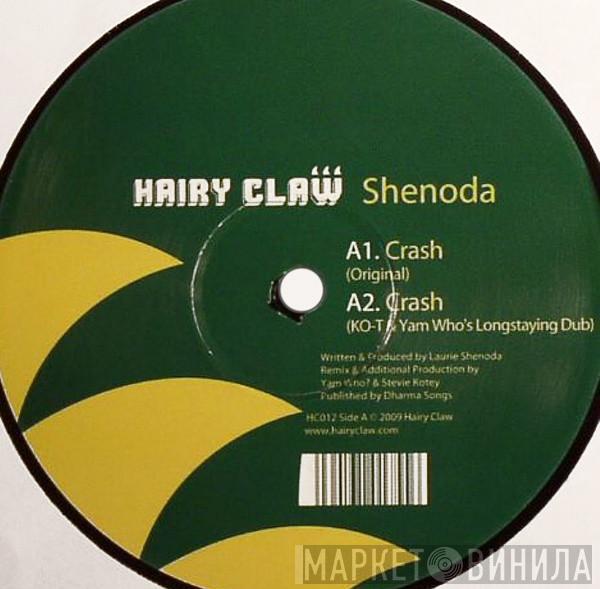 HAIRY CLAW Shenoda
A1. Crash
(Original)
A2. Crash
(KO-T & Yam Who's Longstaying Dub)
Written & Produced by Laurie Shenoda
Remix & Additional Production by
Yam Who? & Stevie Kotey
Published by Dharma Songs
HC012 Side A © 2009 Hairy Claw
www.hairyclaw.com
МАРКЕТ ВИНИЛА